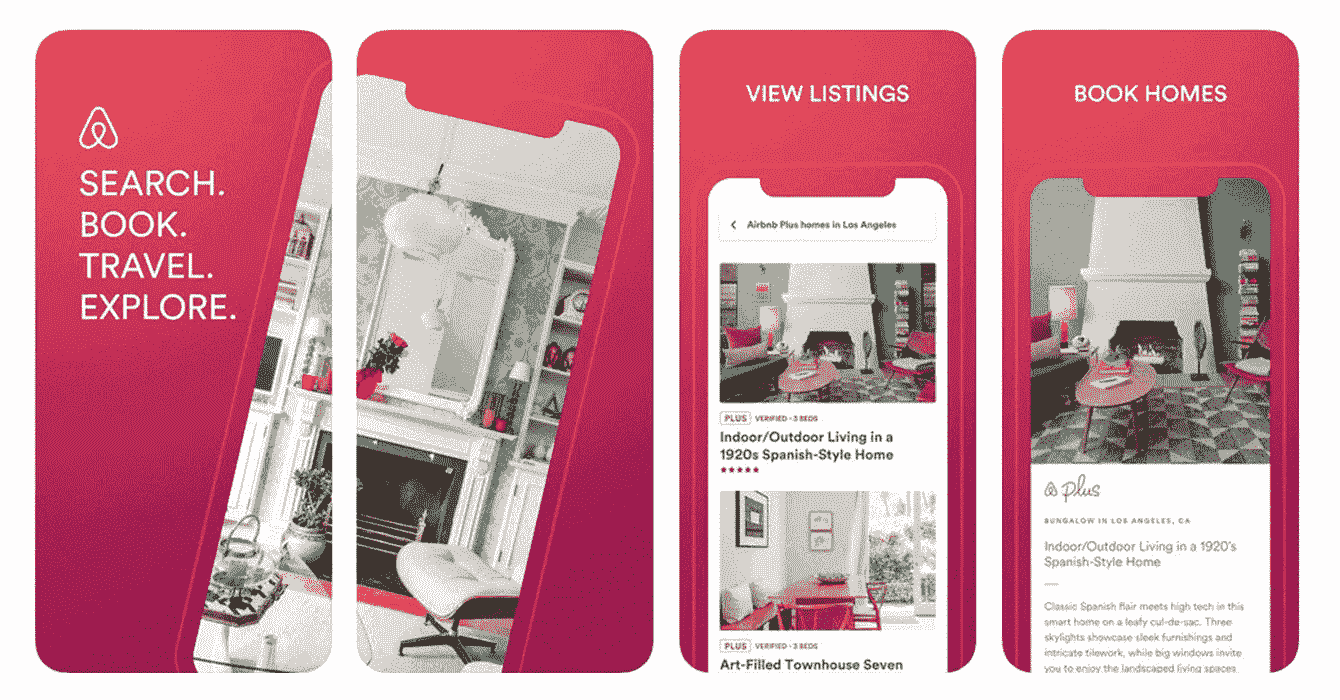 SEARCH.
BOOK.
TRAVEL.
EXPLORE.
VIEW LISTINGS
Airbnb Plus homes in Los Angeles
PLUS VERIFIED · 3 BEDS
Indoor/Outdoor Living in a
1920s Spanish-Style Home
PLUS VERIFIED · 3 BEDS
Art-Filled Townhouse Seven
BOOK HOMES
plus
BUNGALOW IN LOS ANGELES, CA
Indoor/Outdoor Living in a 1920's
Spanish-Style Home
Classic Spanish flair meets high tech in this
smart home on a leafy cul-de-sac. Three
skylights showcase sleek furnishings and
intricate tilework, while big windows invite
you to enjoy the landscaped living spaces